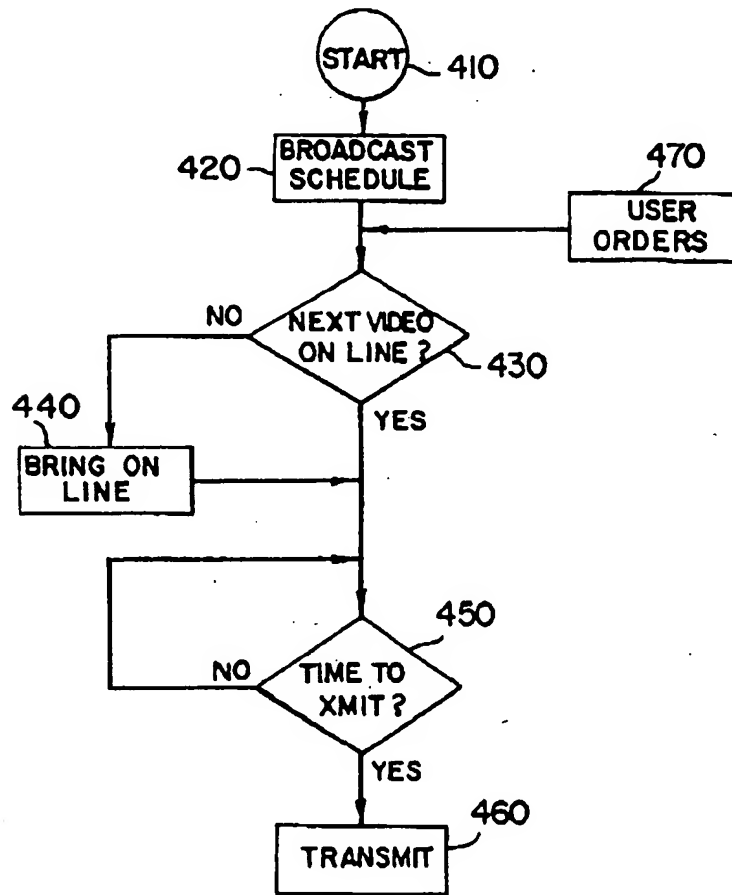 START
410
BROADCAST
SCHEDULE
420
470
USER
ORDERS
NO
NEXT VIDEO
ON LINE ?
430
YES
440
BRING ON
LINE
450
NO
TIME TO
XMIT ?
YES
460
TRANSMIT